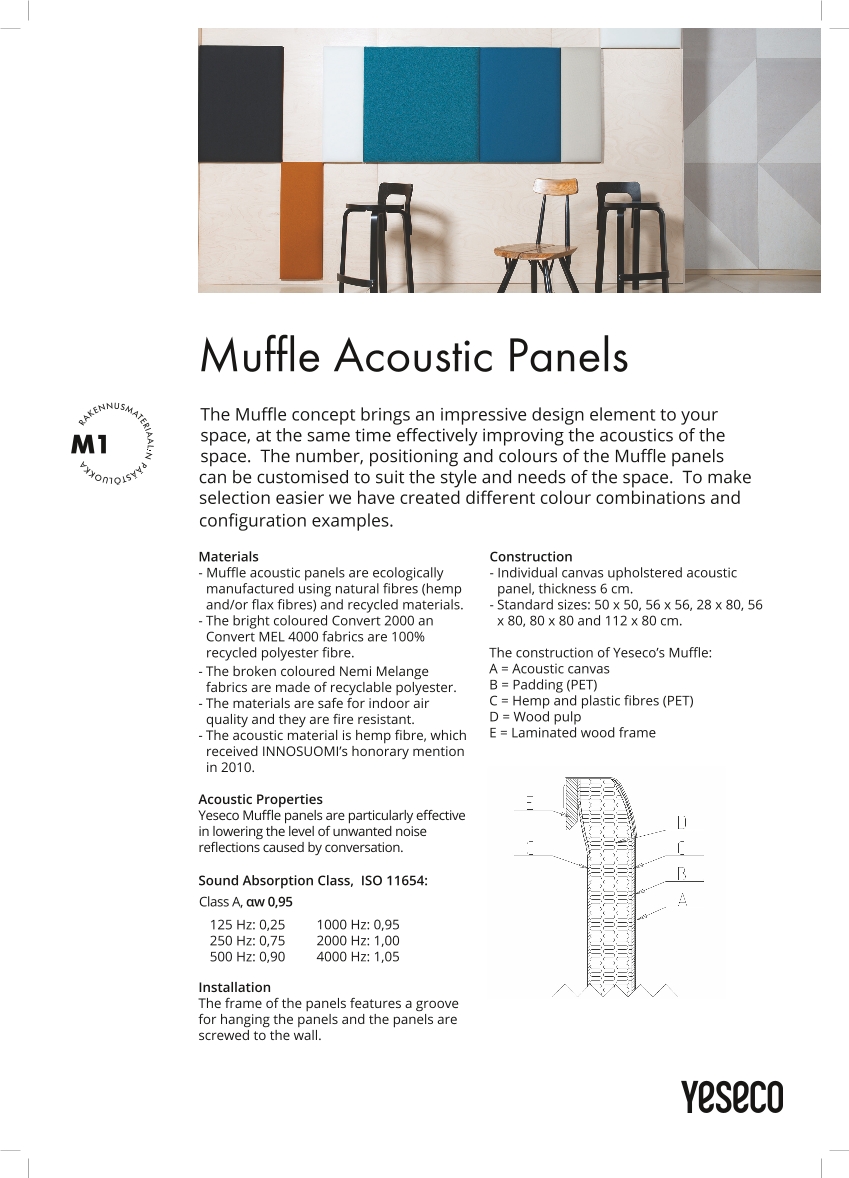 Muffle Acoustic Panels
RAKENNUSMATERIAALIN PÄÄSTÖLUOKKA
M1
The Muffle concept brings an impressive design element to your
space, at the same time effectively improving the acoustics of the
space.  The number, positioning and colours of the Muffle panels
can be customised to suit the style and needs of the space.  To make
selection easier we have created different colour combinations and
configuration examples.
Materials
- Muffle acoustic panels are ecologically
manufactured using natural fibres (hemp
and/or flax fibres) and recycled materials.
- The bright coloured Convert 2000 an
Convert MEL 4000 fabrics are 100%
recycled polyester fibre.
- The broken coloured Nemi Melange
fabrics are made of recyclable polyester.
- The materials are safe for indoor air
quality and they are fire resistant.
- The acoustic material is hemp fibre, which
received INNOSUOMI's honorary mention
in 2010.
Acoustic Properties
Yeseco Muffle panels are particularly effective
in lowering the level of unwanted noise
reflections caused by conversation.
Sound Absorption Class,  ISO 11654:
Class A, αw 0,95
125 Hz: 0,25 1000 Hz: 0,95
250 Hz: 0,75 2000 Hz: 1,00
500 Hz: 0,90 4000 Hz: 1,05
Installation
The frame of the panels features a groove
for hanging the panels and the panels are
screwed to the wall.
Construction
- Individual canvas upholstered acoustic
panel, thickness 6 cm.
- Standard sizes: 50 x 50, 56 x 56, 28 x 80, 56
x 80, 80 x 80 and 112 x 80 cm.
The construction of Yeseco's Muffle:
A = Acoustic canvas
B = Padding (PET)
C = Hemp and plastic fibres (PET)
D = Wood pulp
E = Laminated wood frame
E
D
C
C
B
A
Yeseco